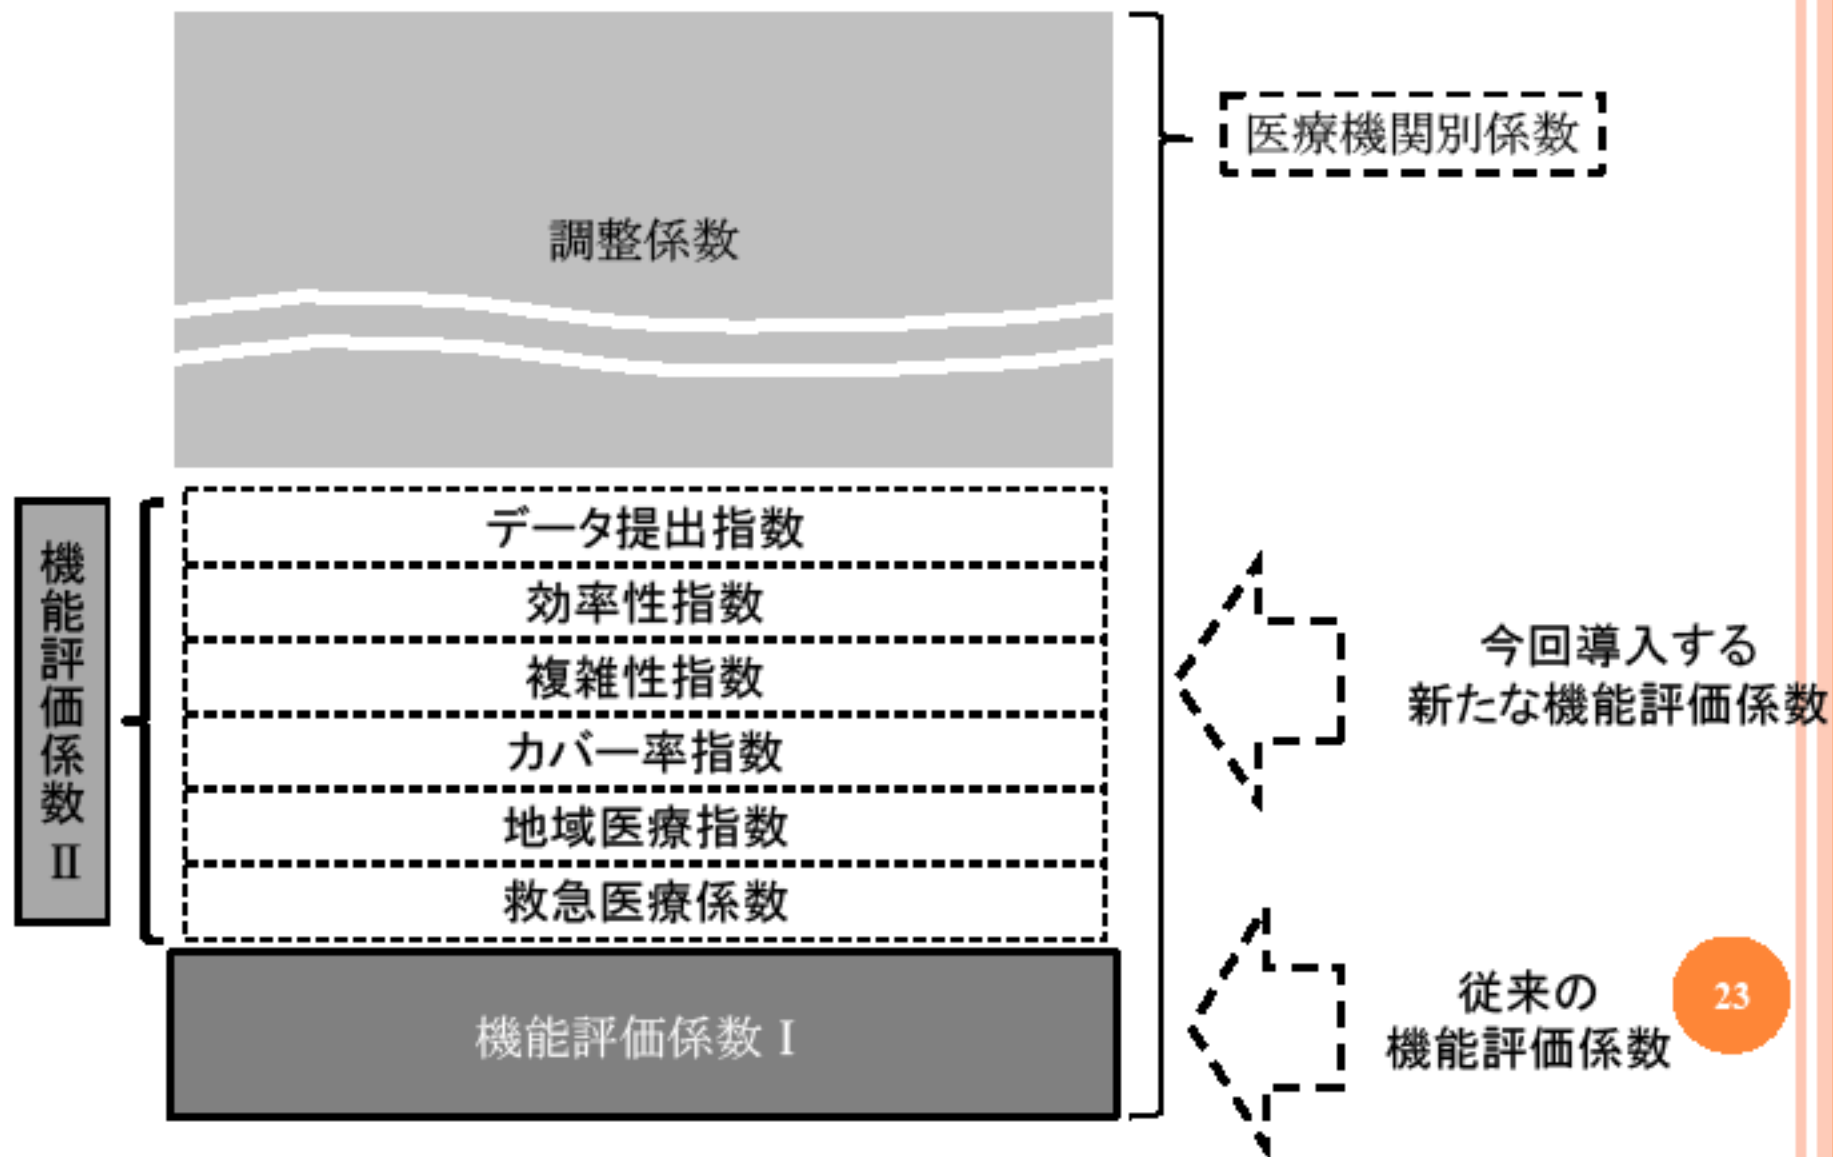 医療機関別係数
調整係数
機能評価係数Ⅱ
データ提出指数
効率性指数
複雑性指数
カバー率指数
地域医療指数
救急医療係数
今回導入する
新たな機能評価係数
機能評価係数Ⅰ
従来の
機能評価係数
23